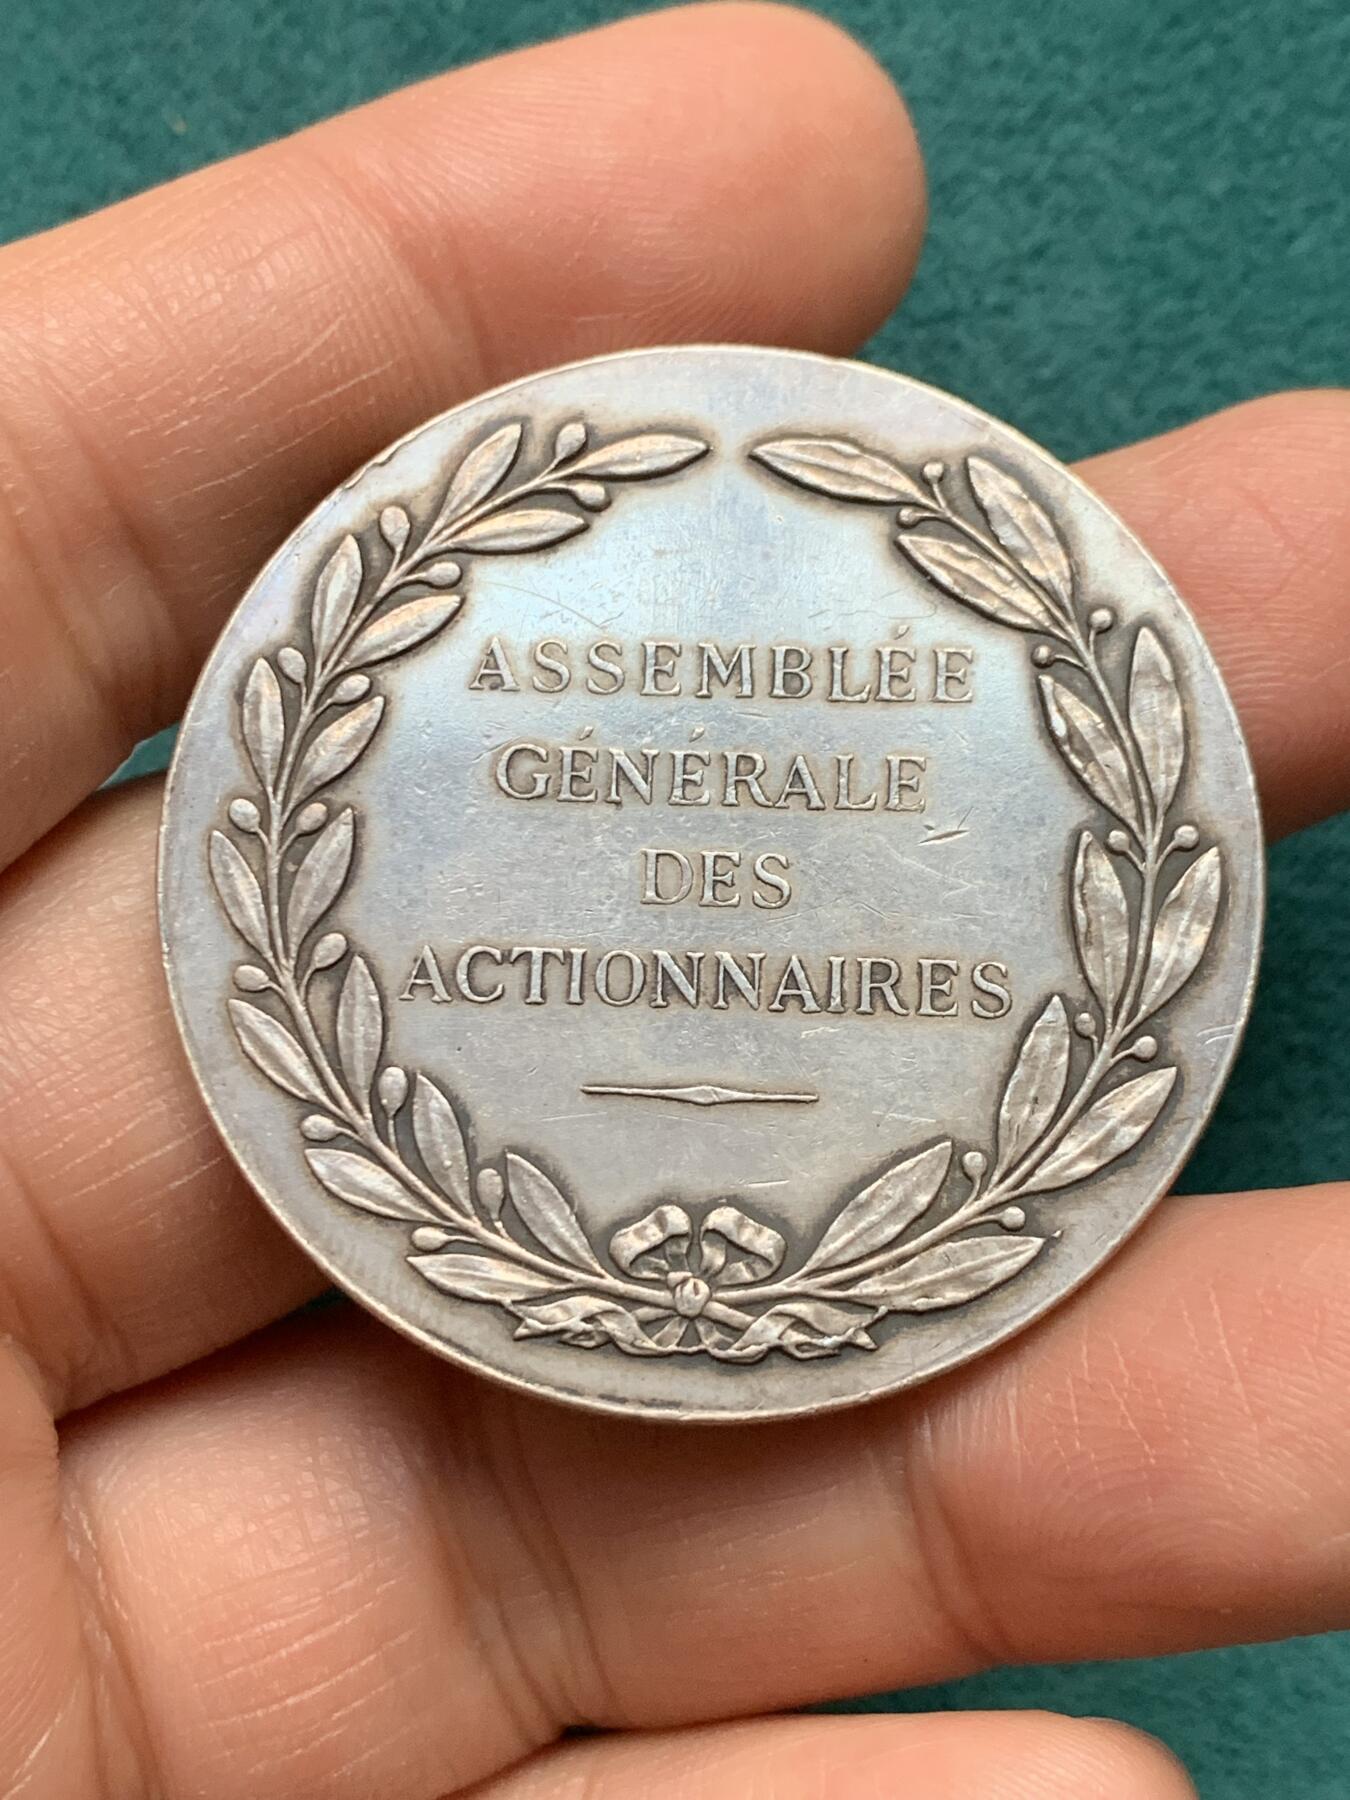 ASSEMBLÉE
GÉNÉRALE
DES
ACTIONNAIRES